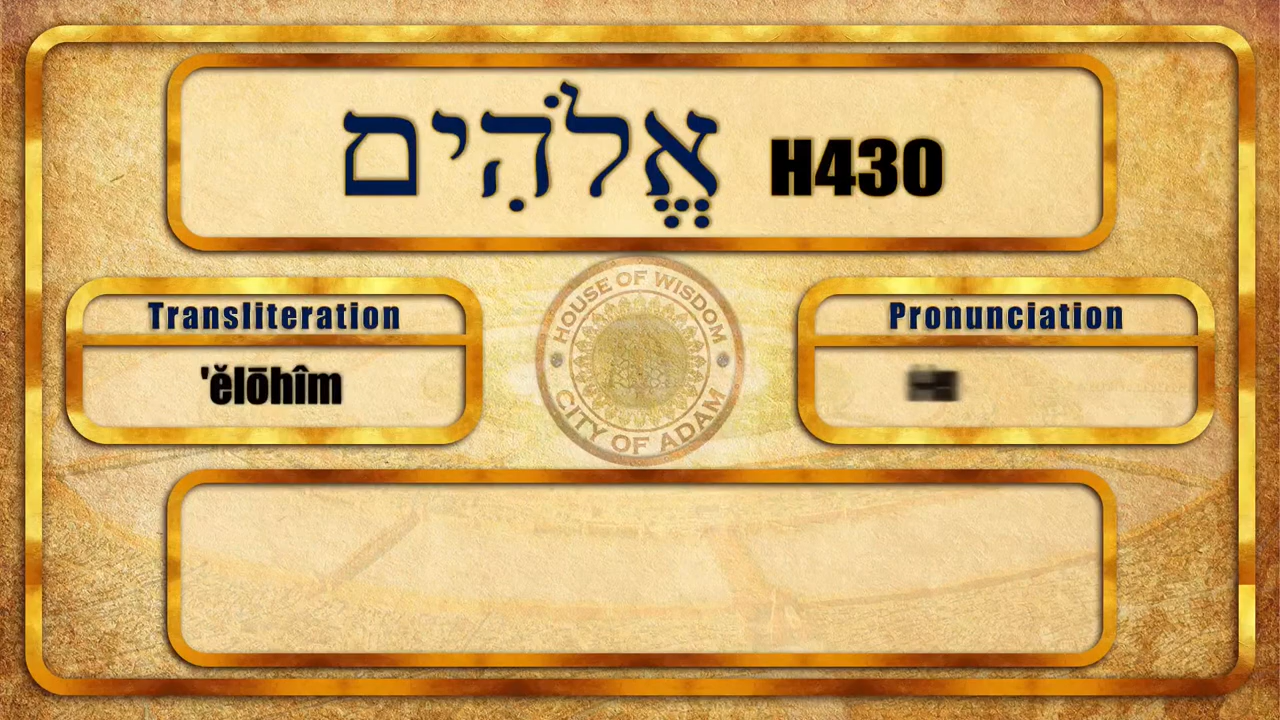 אֱלֹהִים H430
Transliteration
'ĕlōhîm
Pronunciation
HOUSE OF WISDOM
CITY OF ADAM